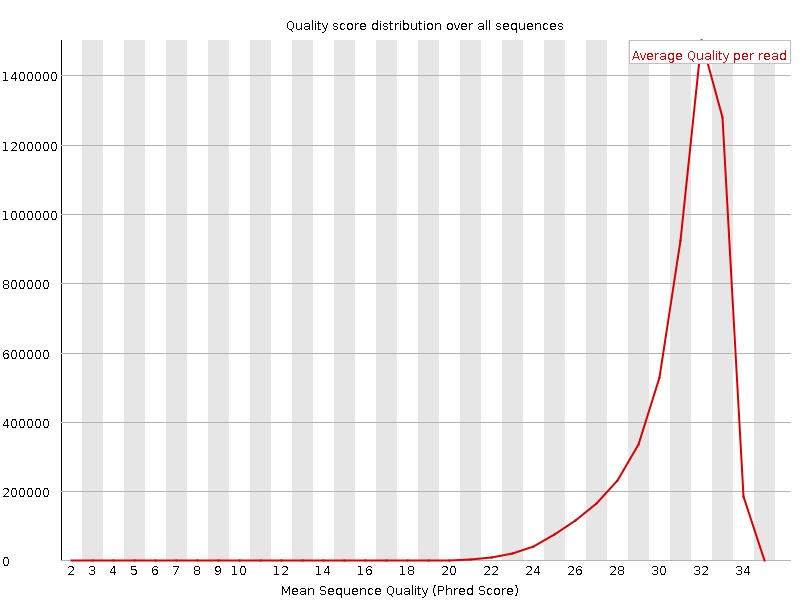 Quality score distribution over all sequences
Average Quality per read
1400000
1200000
1000000
800000
600000
400000
200000
0
2 3 4 5 6 7 8 9 10 12 14 16 18 20 22 24 26 28 30 32 34
Mean Sequence Quality (Phred Score)